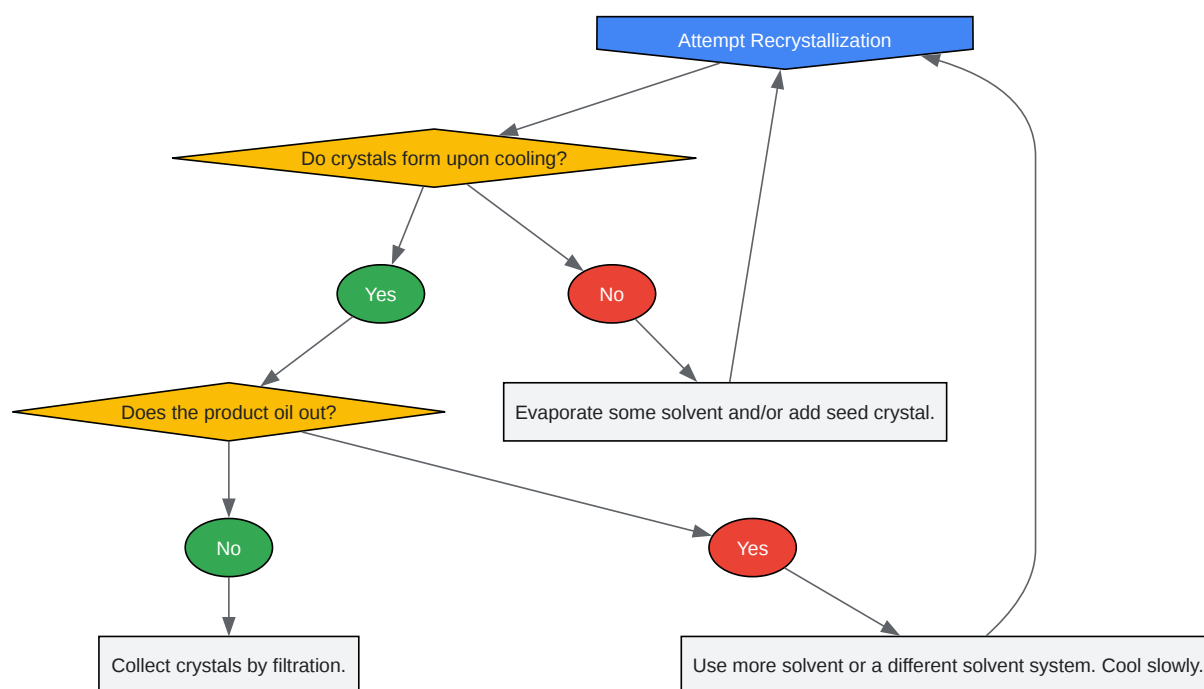 Attempt Recrystallization
Do crystals form upon cooling?
Yes
No
Does the product oil out?
Evaporate some solvent and/or add seed crystal.
No
Yes
Collect crystals by filtration.
Use more solvent or a different solvent system. Cool slowly.